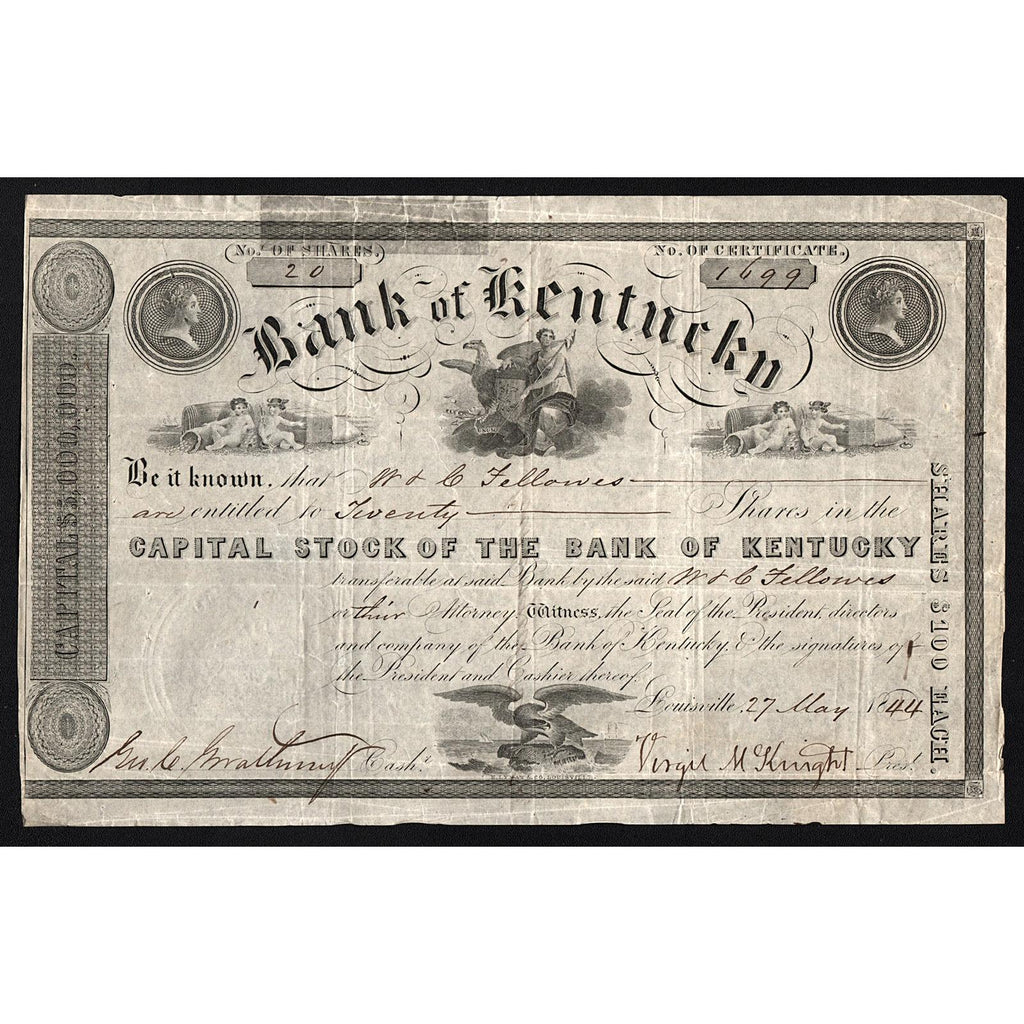 No. OF SHARES.
20
No. OF CERTIFICATE.
1699
Bank of Kentucky
CAPITAL $5,000,000.
Be it known, that W & C Fellowes
are entitled to Twenty Shares in the
CAPITAL STOCK OF THE BANK OF KENTUCKY
transferable at said Bank by the said W & C Fellowes
or their Attorney Witness, the Seal of the President, directors
and company of the Bank of Kentucky, & the signatures of
the President and Cashier thereof.
Louisville, 27 May 1844
Geo. C. Gwathmey Cash.r Virgil McKnight Pres.t
SHARES $100 EACH.